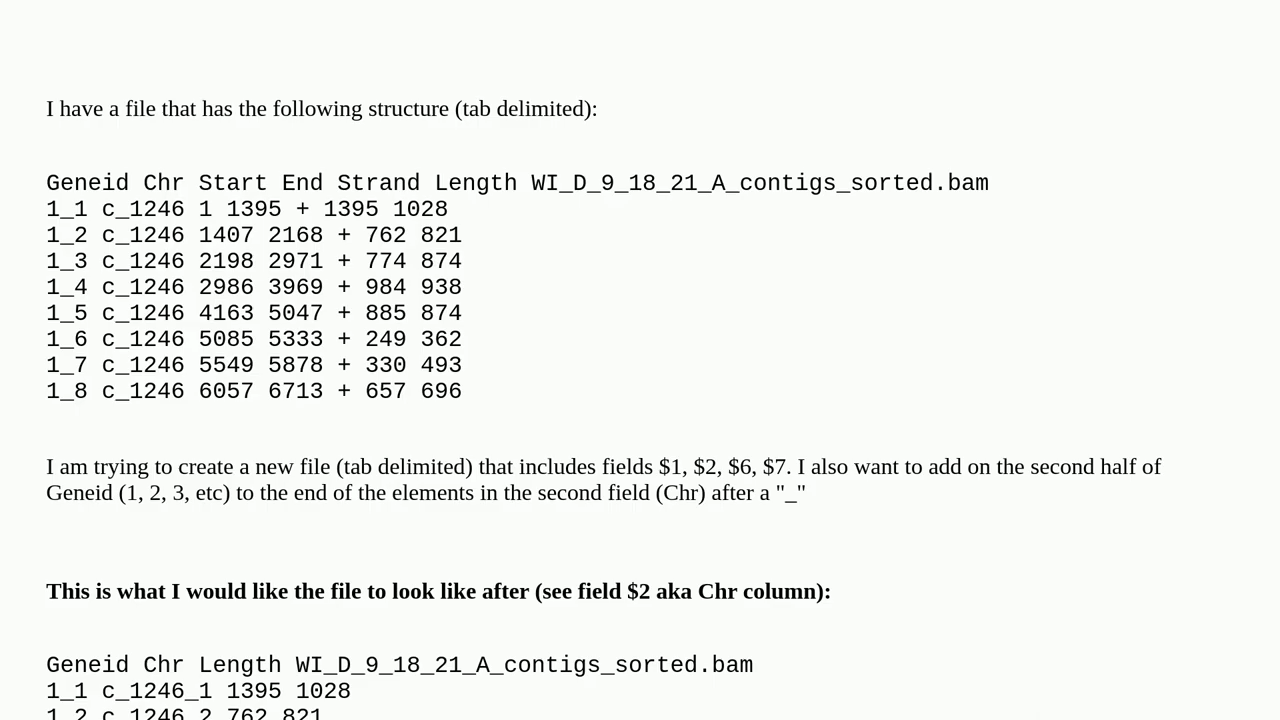 I have a file that has the following structure (tab delimited):
Geneid Chr Start End Strand Length WI_D_9_18_21_A_contigs_sorted.bam
1_1 c_1246 1 1395 + 1395 1028
1_2 c_1246 1407 2168 + 762 821
1_3 c_1246 2198 2971 + 774 874
1_4 c_1246 2986 3969 + 984 938
1_5 c_1246 4163 5047 + 885 874
1_6 c_1246 5085 5333 + 249 362
1_7 c_1246 5549 5878 + 330 493
1_8 c_1246 6057 6713 + 657 696
I am trying to create a new file (tab delimited) that includes fields $1, $2, $6, $7. I also want to add on the second half of
Geneid (1, 2, 3, etc) to the end of the elements in the second field (Chr) after a "_"
This is what I would like the file to look like after (see field $2 aka Chr column):
Geneid Chr Length WI_D_9_18_21_A_contigs_sorted.bam
1_1 c_1246_1 1395 1028
1_2 c_1246_2 762 821